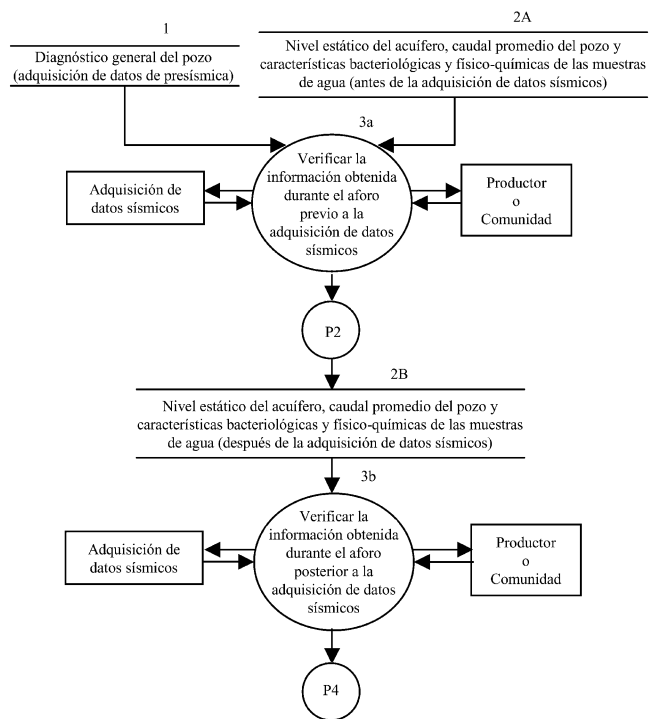 1
Diagnóstico general del pozo
(adquisición de datos de presísmica)
2A
Nivel estático del acuífero, caudal promedio del pozo y
características bacteriológicas y físico-químicas de las muestras
de agua (antes de la adquisición de datos sísmicos)
3a
Verificar la
información obtenida
durante el aforo
previo a la
adquisición de datos
sísmicos
Adquisición de
datos sísmicos
Productor
o
Comunidad
P2
2B
Nivel estático del acuífero, caudal promedio del pozo y
características bacteriológicas y físico-químicas de las muestras
de agua (después de la adquisición de datos sísmicos)
3b
Verificar la
información obtenida
durante el aforo
posterior a la
adquisición de datos
sísmicos
Adquisición de
datos sísmicos
Productor
o
Comunidad
P4